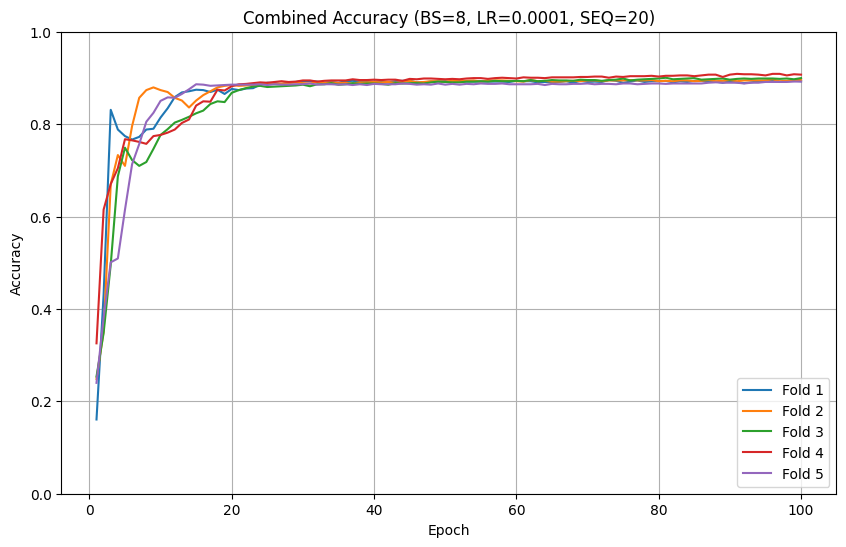 Combined Accuracy (BS=8, LR=0.0001, SEQ=20)
1.0
0.8
0.6
0.4
0.2
0.0
Accuracy
0 20 40 60 80 100
Epoch
Fold 1
Fold 2
Fold 3
Fold 4
Fold 5